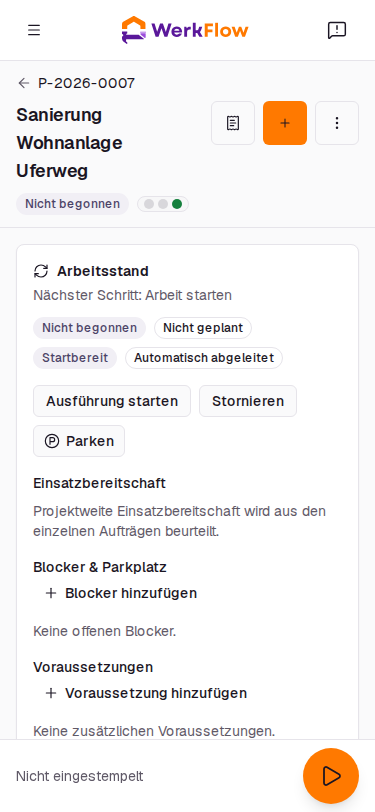 WerkFlow
P-2026-0007
Sanierung
Wohnanlage
Uferweg
Nicht begonnen
Arbeitsstand
Nächster Schritt: Arbeit starten
Nicht begonnen Nicht geplant
Startbereit Automatisch abgeleitet
Ausführung starten Stornieren
Parken
Einsatzbereitschaft
Projektweite Einsatzbereitschaft wird aus den
einzelnen Aufträgen beurteilt.
Blocker & Parkplatz
Blocker hinzufügen
Keine offenen Blocker.
Voraussetzungen
Voraussetzung hinzufügen
Keine zusätzlichen Voraussetzungen.
Nicht eingestempelt